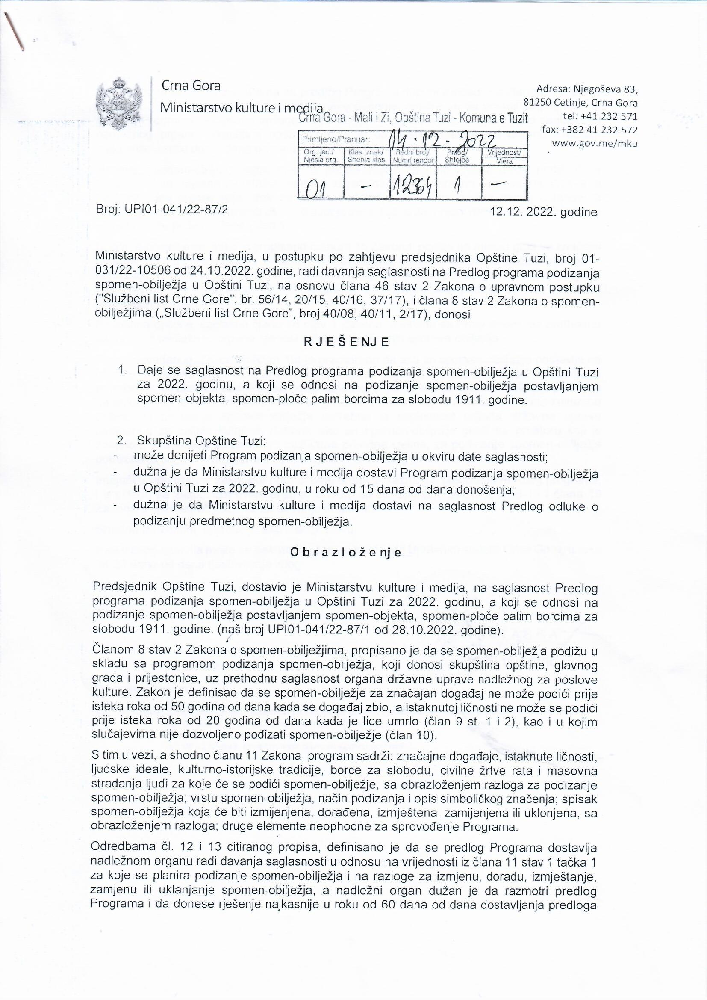 Crna Gora
Ministarstvo kulture i medija
Adresa: Njegoševa 83,
81250 Cetinje, Crna Gora
tel: +41 232 571
fax: +382 41 232 572
www.gov.me/mku
Crna Gora - Mali i Zi, Opština Tuzi - Komuna e Tuzit
Primljeno/Pranuar: 14.12.2022
Org. jed./ Klas. znak/ Redni broj/ Prilog/ Vrijednost/
Njësia org. Shenja klas. Numri rendor Shtojcë Vlera
01 - 12364 1 -
Broj: UPI01-041/22-87/2 12.12. 2022. godine
Ministarstvo kulture i medija, u postupku po zahtjevu predsjednika Opštine Tuzi, broj 01-
031/22-10506 od 24.10.2022. godine, radi davanja saglasnosti na Predlog programa podizanja
spomen-obilježja u Opštini Tuzi, na osnovu člana 46 stav 2 Zakona o upravnom postupku
("Službeni list Crne Gore", br. 56/14, 20/15, 40/16, 37/17), i člana 8 stav 2 Zakona o spomen-
obilježjima („Službeni list Crne Gore”, broj 40/08, 40/11, 2/17), donosi
R J E Š E NJ E
1. Daje se saglasnost na Predlog programa podizanja spomen-obilježja u Opštini Tuzi
za 2022. godinu, a koji se odnosi na podizanje spomen-obilježja postavljanjem
spomen-objekta, spomen-ploče palim borcima za slobodu 1911. godine.
2. Skupština Opštine Tuzi:
- može donijeti Program podizanja spomen-obilježja u okviru date saglasnosti;
- dužna je da Ministarstvu kulture i medija dostavi Program podizanja spomen-obilježja
u Opštini Tuzi za 2022. godinu, u roku od 15 dana od dana donošenja;
- dužna je da Ministarstvu kulture i medija dostavi na saglasnost Predlog odluke o
podizanju predmetnog spomen-obilježja.
O b r a z l o ž e nj e
Predsjednik Opštine Tuzi, dostavio je Ministarstvu kulture i medija, na saglasnost Predlog
programa podizanja spomen-obilježja u Opštini Tuzi za 2022. godinu, a koji se odnosi na
podizanje spomen-obilježja postavljanjem spomen-objekta, spomen-ploče palim borcima za
slobodu 1911. godine. (naš broj UPI01-041/22-87/1 od 28.10.2022. godine).
Članom 8 stav 2 Zakona o spomen-obilježjima, propisano je da se spomen-obilježja podižu u
skladu sa programom podizanja spomen-obilježja, koji donosi skupština opštine, glavnog
grada i prijestonice, uz prethodnu saglasnost organa državne uprave nadležnog za poslove
kulture. Zakon je definisao da se spomen-obilježje za značajan događaj ne može podići prije
isteka roka od 50 godina od dana kada se događaj zbio, a istaknutoj ličnosti ne može se podići
prije isteka roka od 20 godina od dana kada je lice umrlo (član 9 st. 1 i 2), kao i u kojim
slučajevima nije dozvoljeno podizati spomen-obilježje (član 10).
S tim u vezi, a shodno članu 11 Zakona, program sadrži: značajne događaje, istaknute ličnosti,
ljudske ideale, kulturno-istorijske tradicije, borce za slobodu, civilne žrtve rata i masovna
stradanja ljudi za koje će se podići spomen-obilježje, sa obrazloženjem razloga za podizanje
spomen-obilježja; vrstu spomen-obilježja, način podizanja i opis simboličkog značenja; spisak
spomen-obilježja koja će biti izmijenjena, dorađena, izmještena, zamijenjena ili uklonjena, sa
obrazloženjem razloga; druge elemente neophodne za sprovođenje Programa.
Odredbama čl. 12 i 13 citiranog propisa, definisano je da se predlog Programa dostavlja
nadležnom organu radi davanja saglasnosti u odnosu na vrijednosti iz člana 11 stav 1 tačka 1
za koje se planira podizanje spomen-obilježja i na razloge za izmjenu, doradu, izmještanje,
zamjenu ili uklanjanje spomen-obilježja, a nadležni organ dužan je da razmotri predlog
Programa i da donese rješenje najkasnije u roku od 60 dana od dana dostavljanja predloga